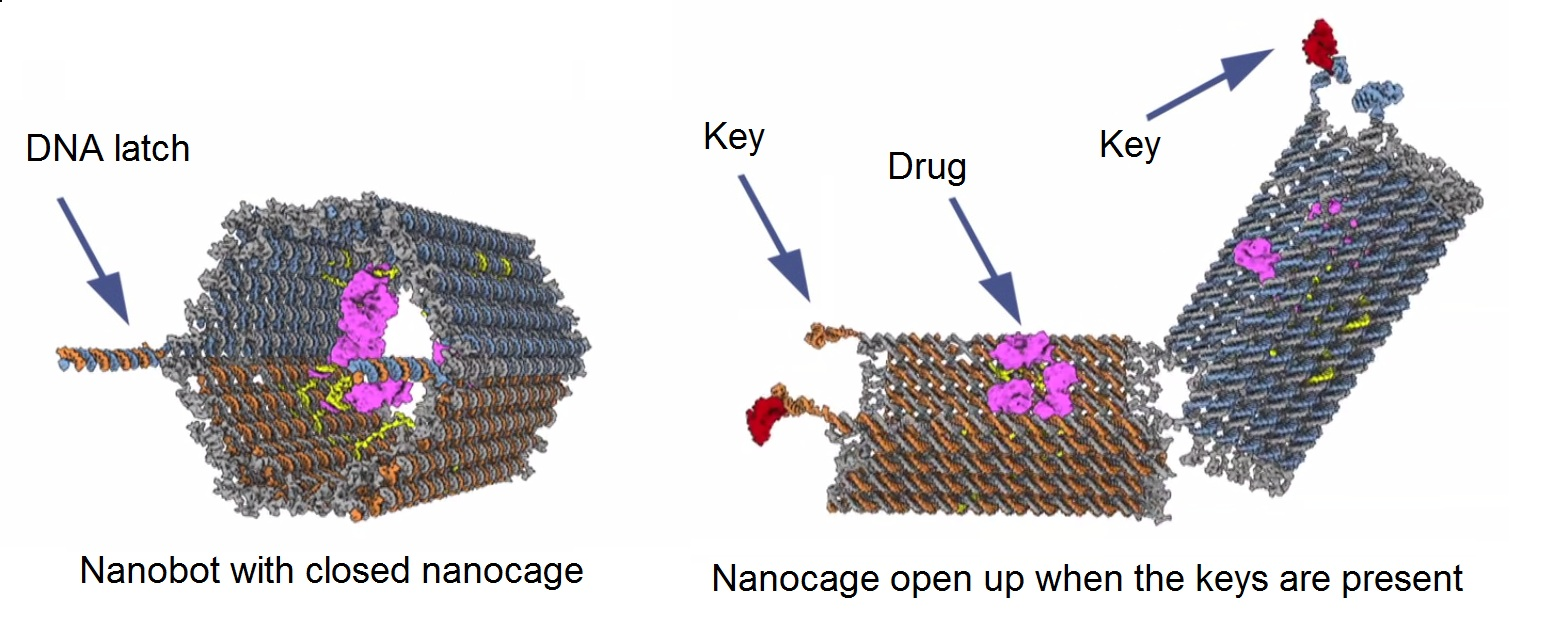 DNA latch
Key
Drug
Key
Nanobot with closed nanocage
Nanocage open up when the keys are present